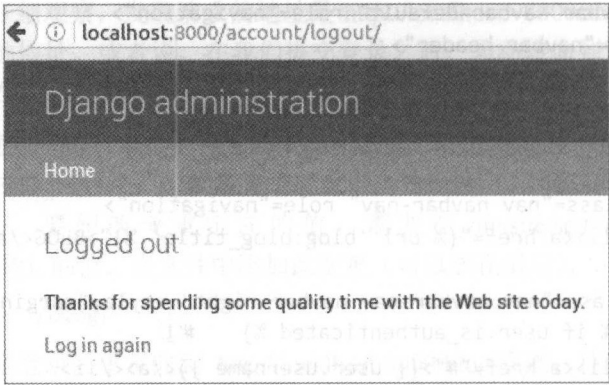 localhost:8000/account/logout/
Django administration
Home
Logged out
Thanks for spending some quality time with the Web site today.
Log in again